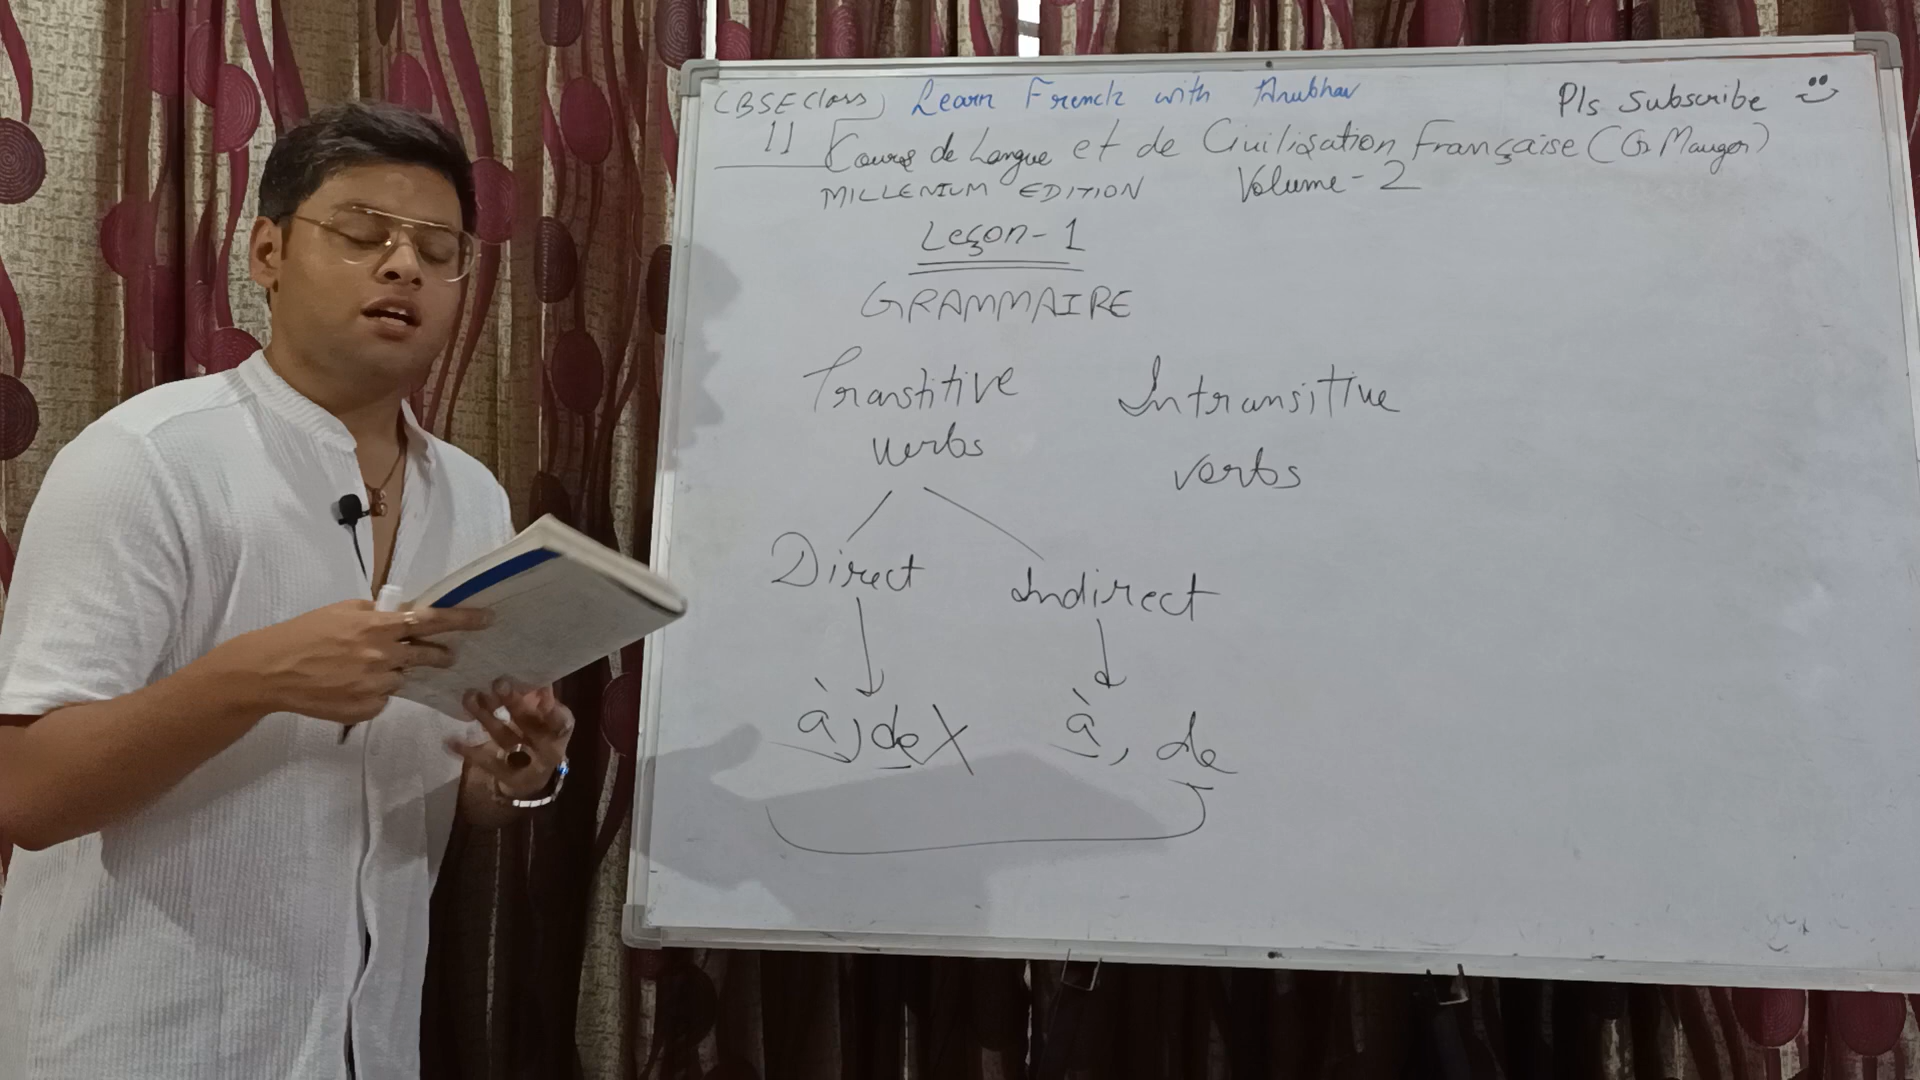 CBSE Class 11
Learn French with Anubhav
Pls Subscribe
Cours de Langue et de Civilisation Française (G. Mauger)
MILLENIUM EDITION Volume-2
Leçon-1
GRAMMAIRE
Transtitive verbs
Intransitive verbs
Direct Indirect
à, de X à, de